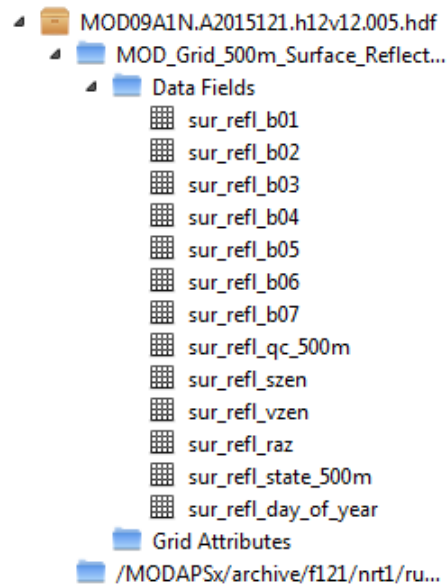 MOD09A1N.A2015121.h12v12.005.hdf
MOD_Grid_500m_Surface_Reflect...
Data Fields
sur_refl_b01
sur_refl_b02
sur_refl_b03
sur_refl_b04
sur_refl_b05
sur_refl_b06
sur_refl_b07
sur_refl_qc_500m
sur_refl_szen
sur_refl_vzen
sur_refl_raz
sur_refl_state_500m
sur_refl_day_of_year
Grid Attributes
/MODAPSx/archive/f121/nrt1/ru...